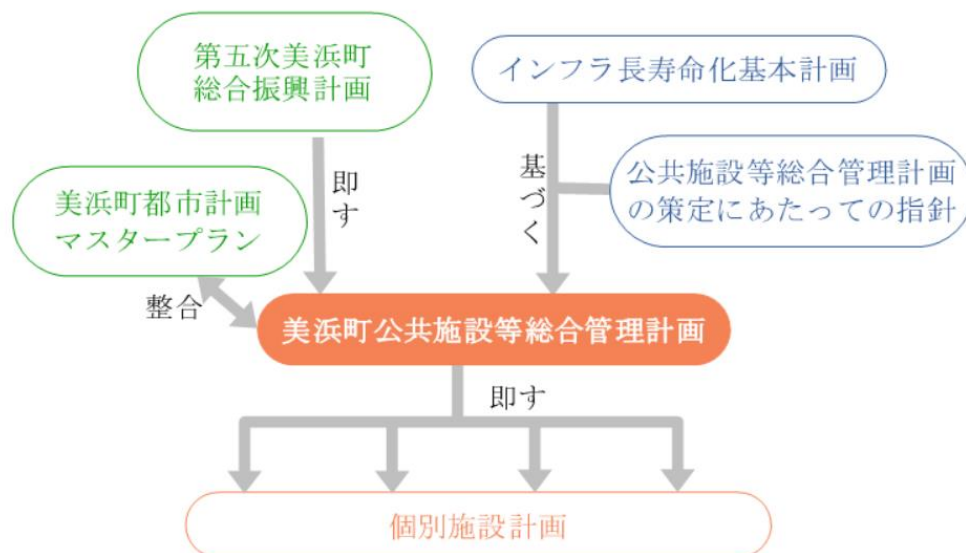 第五次美浜町
総合振興計画
インフラ長寿命化基本計画
即す
基づく
公共施設等総合管理計画
の策定にあたっての指針
美浜町都市計画
マスタープラン
整合
美浜町公共施設等総合管理計画
即す
個別施設計画